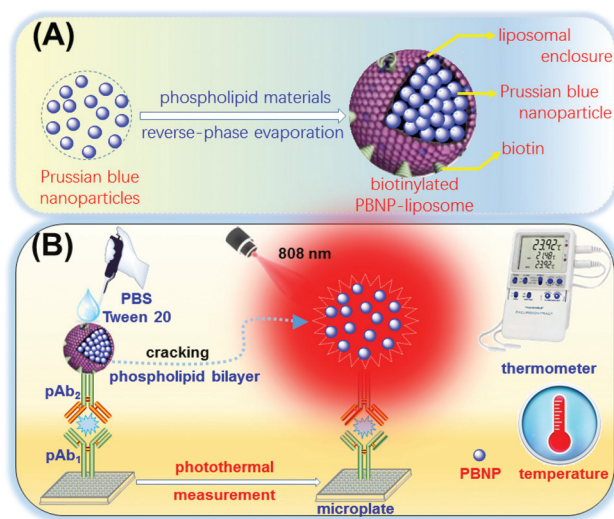 (A)
liposomal
enclosure
phospholipid materials
reverse-phase evaporation
Prussian blue
nanoparticle
biotin
Prussian blue
nanoparticles
biotinylated
PBNP-liposome
(B)
808 nm
PBS
Tween 20
cracking
phospholipid bilayer
thermometer
pAb2
pAb1
photothermal
measurement
microplate
PBNP
temperature